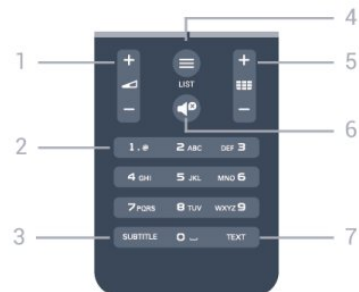 4
1 + + 5
LIST
− − 6
2 1.@ 2 ABC DEF 3
4 GHI 5 JKL MNO 6
7 PQRS 8 TUV WXYZ 9
3 SUBTITLE 0 ⎵ TEXT 7